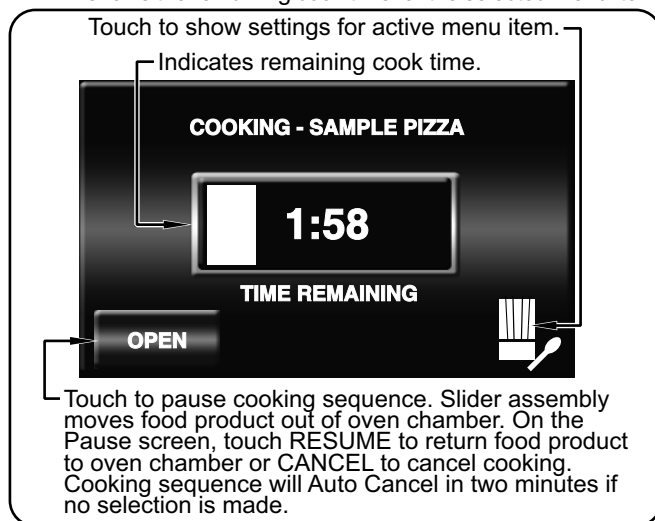 Touch to show settings for active menu item.
Indicates remaining cook time.
COOKING - SAMPLE PIZZA
1:58
TIME REMAINING
OPEN
Touch to pause cooking sequence. Slider assembly
moves food product out of oven chamber. On the
Pause screen, touch RESUME to return food product
to oven chamber or CANCEL to cancel cooking.
Cooking sequence will Auto Cancel in two minutes if
no selection is made.